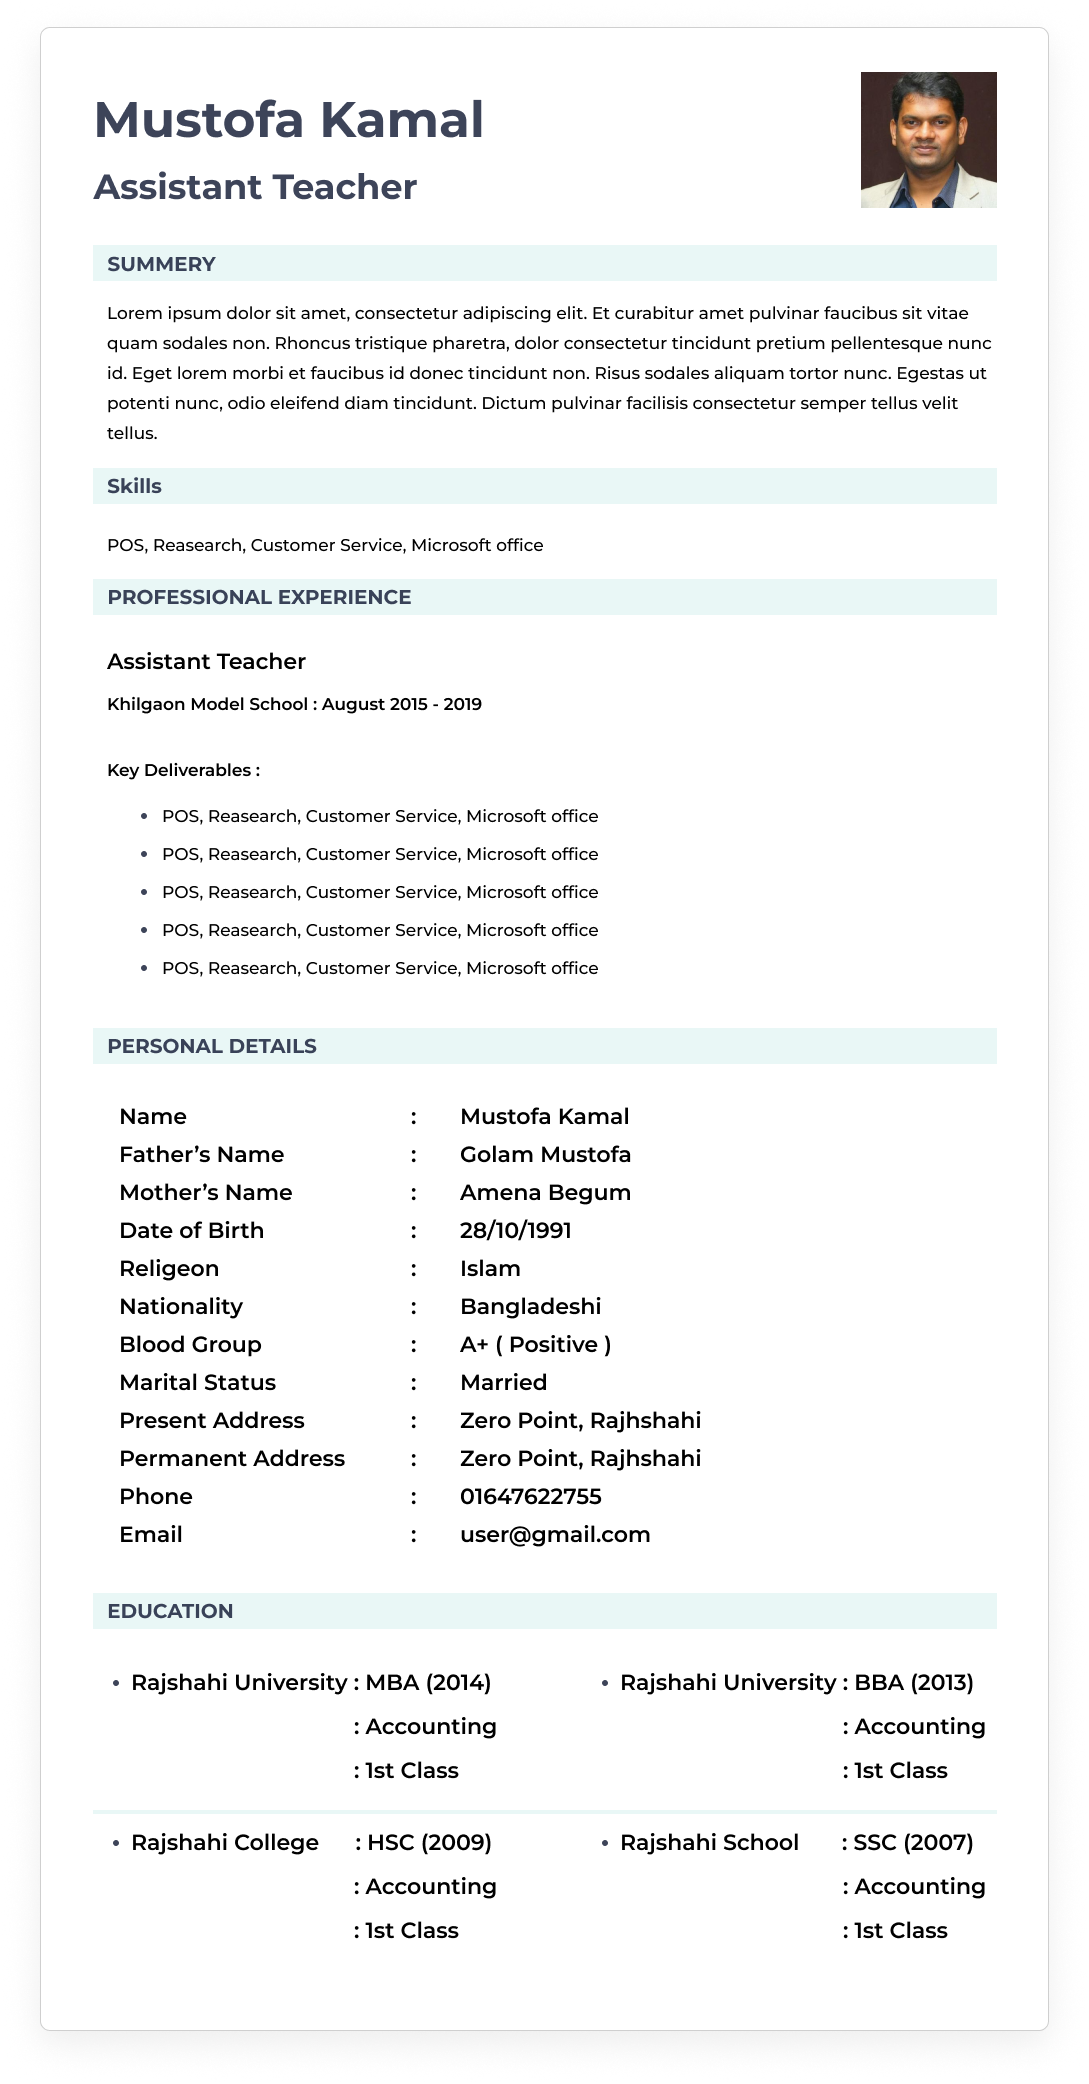 Mustofa Kamal
Assistant Teacher
SUMMERY
Lorem ipsum dolor sit amet, consectetur adipiscing elit. Et curabitur amet pulvinar faucibus sit vitae
quam sodales non. Rhoncus tristique pharetra, dolor consectetur tincidunt pretium pellentesque nunc
id. Eget lorem morbi et faucibus id donec tincidunt non. Risus sodales aliquam tortor nunc. Egestas ut
potenti nunc, odio eleifend diam tincidunt. Dictum pulvinar facilisis consectetur semper tellus velit
tellus.
Skills
POS, Reasearch, Customer Service, Microsoft office
PROFESSIONAL EXPERIENCE
Assistant Teacher
Khilgaon Model School : August 2015 - 2019
Key Deliverables :
• POS, Reasearch, Customer Service, Microsoft office
• POS, Reasearch, Customer Service, Microsoft office
• POS, Reasearch, Customer Service, Microsoft office
• POS, Reasearch, Customer Service, Microsoft office
• POS, Reasearch, Customer Service, Microsoft office
PERSONAL DETAILS
Name : Mustofa Kamal
Father’s Name : Golam Mustofa
Mother’s Name : Amena Begum
Date of Birth : 28/10/1991
Religeon : Islam
Nationality : Bangladeshi
Blood Group : A+ ( Positive )
Marital Status : Married
Present Address : Zero Point, Rajhshahi
Permanent Address : Zero Point, Rajhshahi
Phone : 01647622755
Email : user@gmail.com
EDUCATION
• Rajshahi University : MBA (2014)
: Accounting
: 1st Class
• Rajshahi University : BBA (2013)
: Accounting
: 1st Class
• Rajshahi College : HSC (2009)
: Accounting
: 1st Class
• Rajshahi School : SSC (2007)
: Accounting
: 1st Class